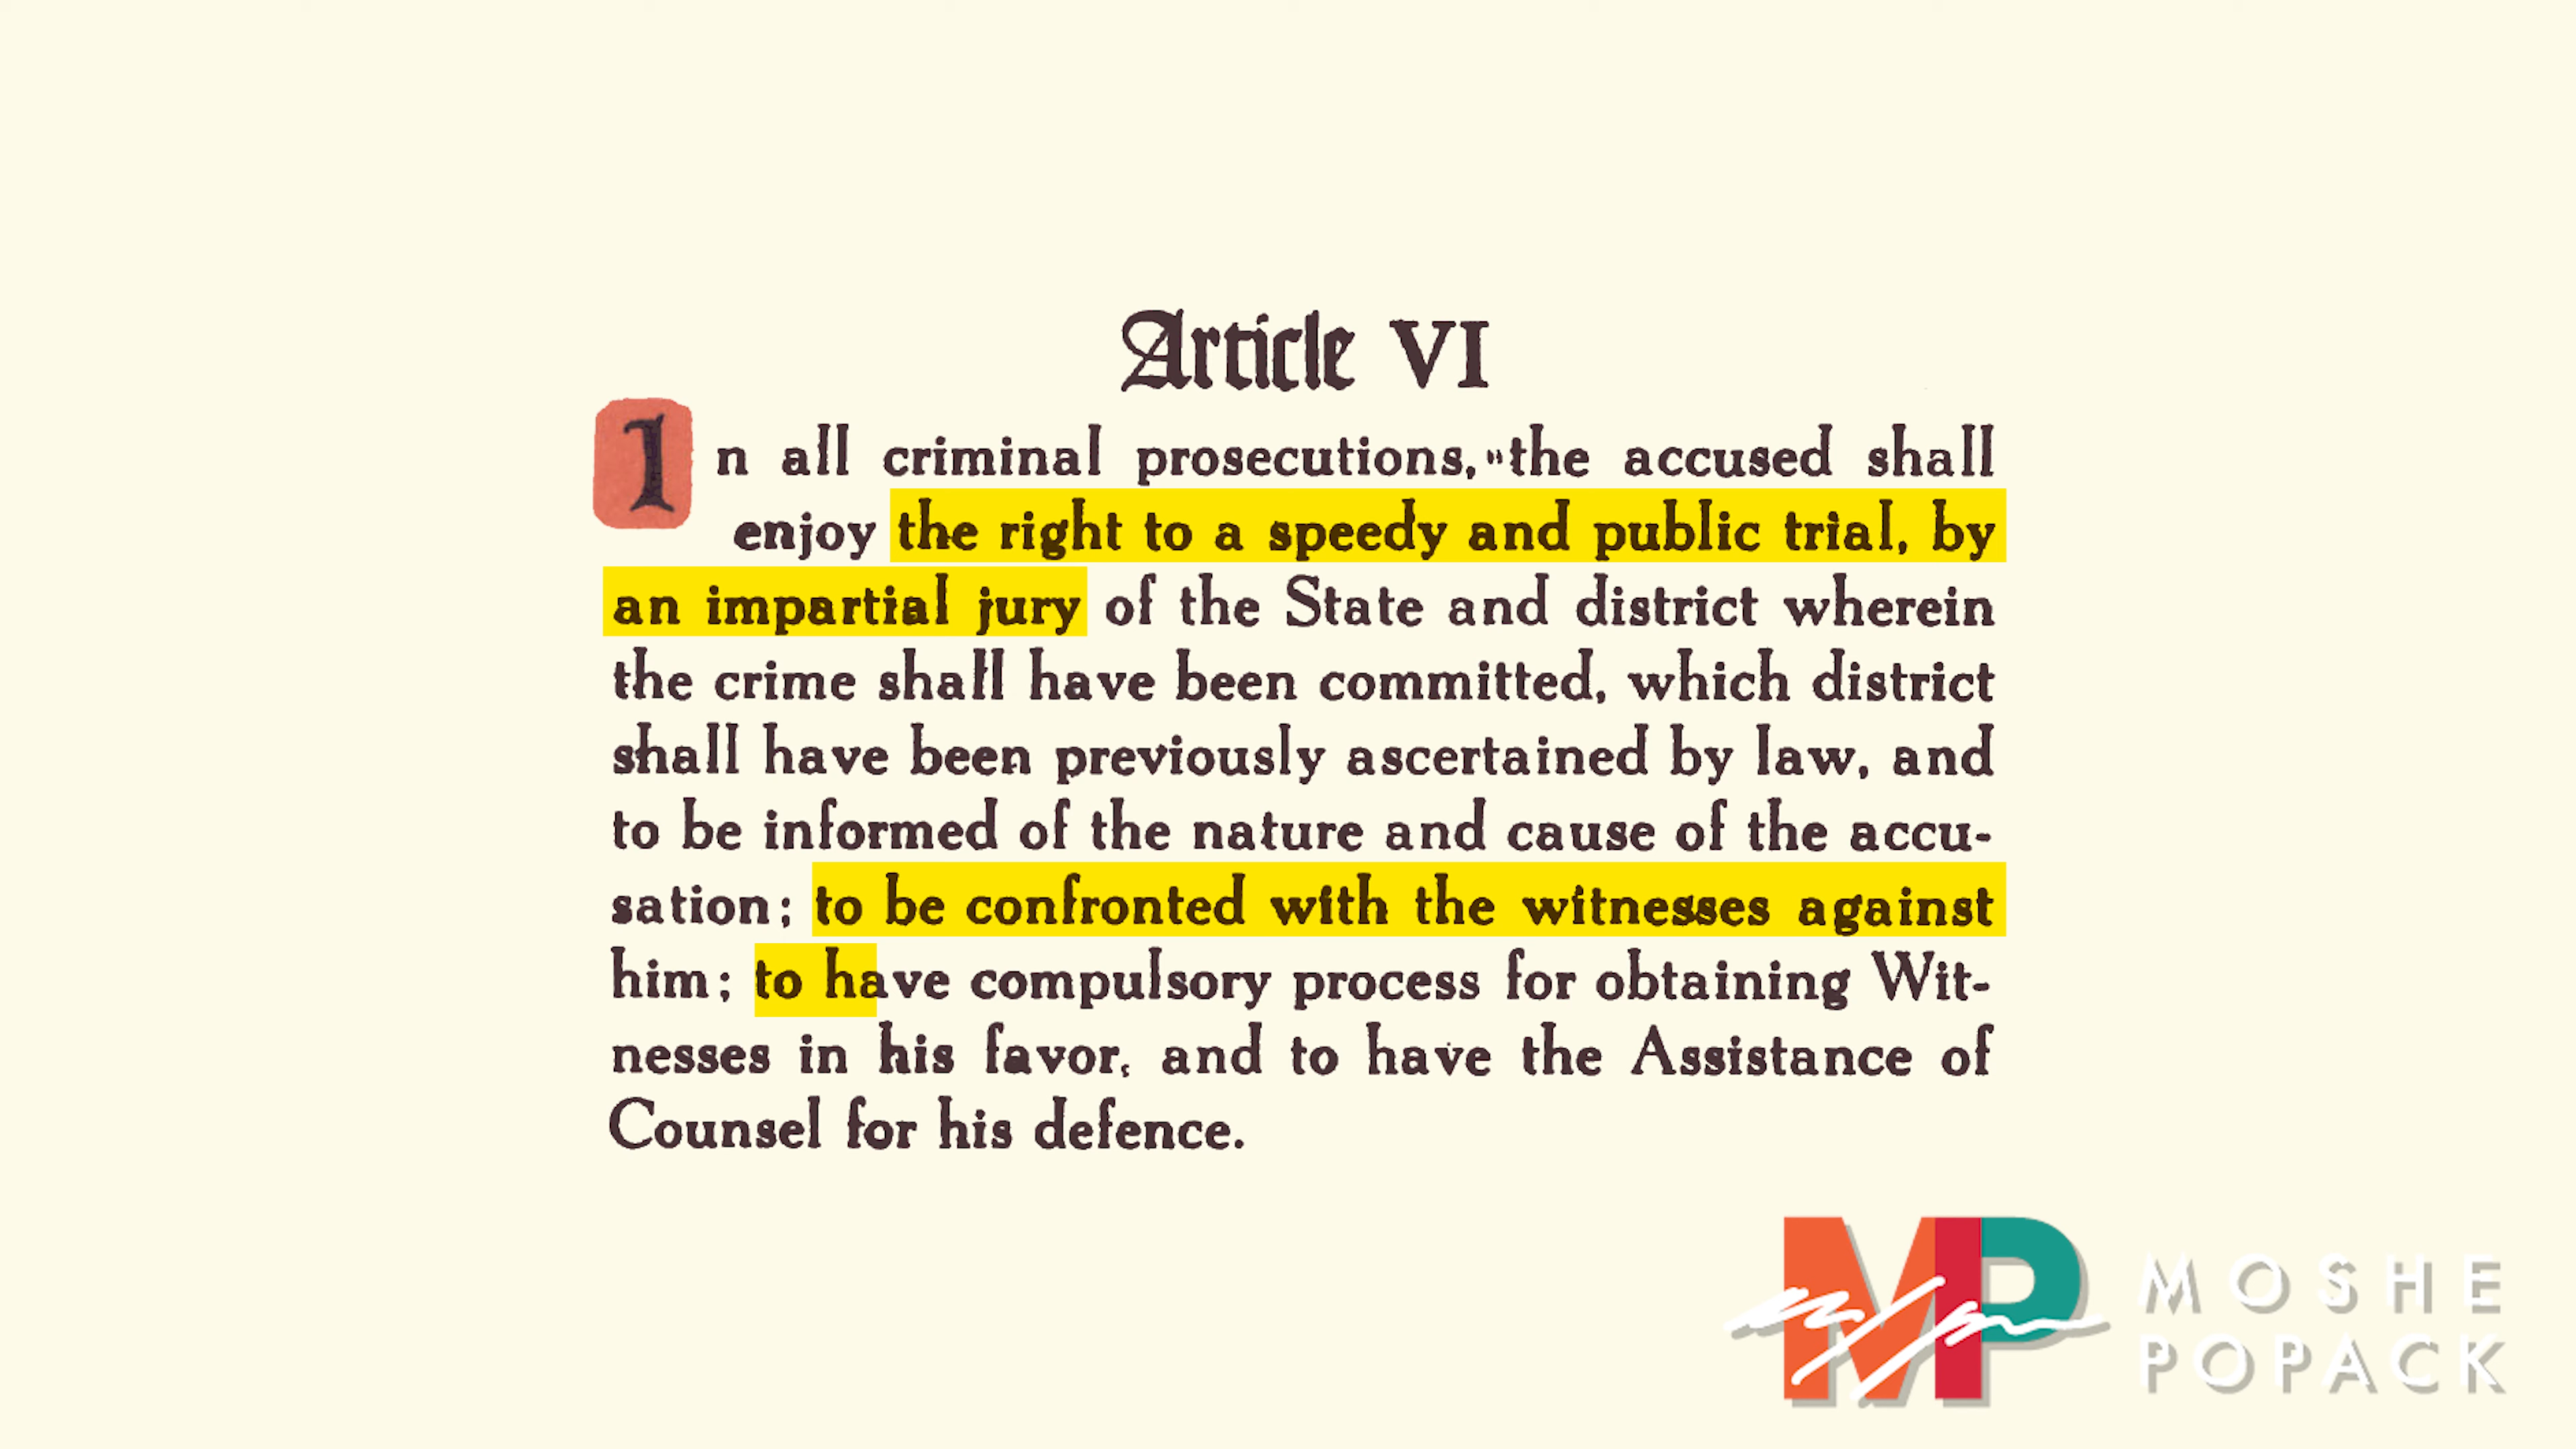 Article VI
In all criminal prosecutions, "the accused shall
enjoy the right to a speedy and public trial, by
an impartial jury of the State and district wherein
the crime shall have been committed, which district
shall have been previously ascertained by law, and
to be informed of the nature and cause of the accu-
sation; to be confronted with the witnesses against
him; to have compulsory process for obtaining Wit-
nesses in his favor, and to have the Assistance of
Counsel for his defence.
MP
MOSHE
POPACK